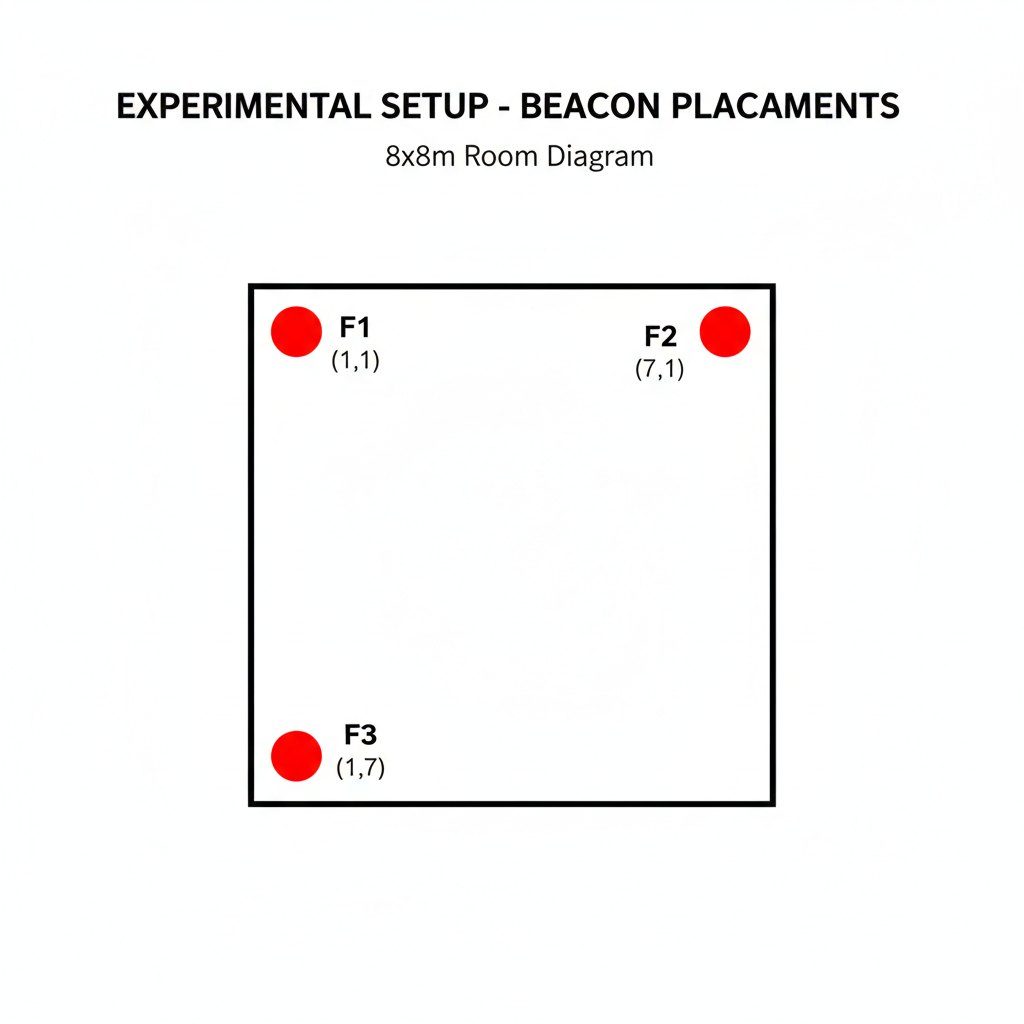 EXPERIMENTAL SETUP - BEACON PLACAMENTS
8x8m Room Diagram
F1
(1,1)
F2
(7,1)
F3
(1,7)